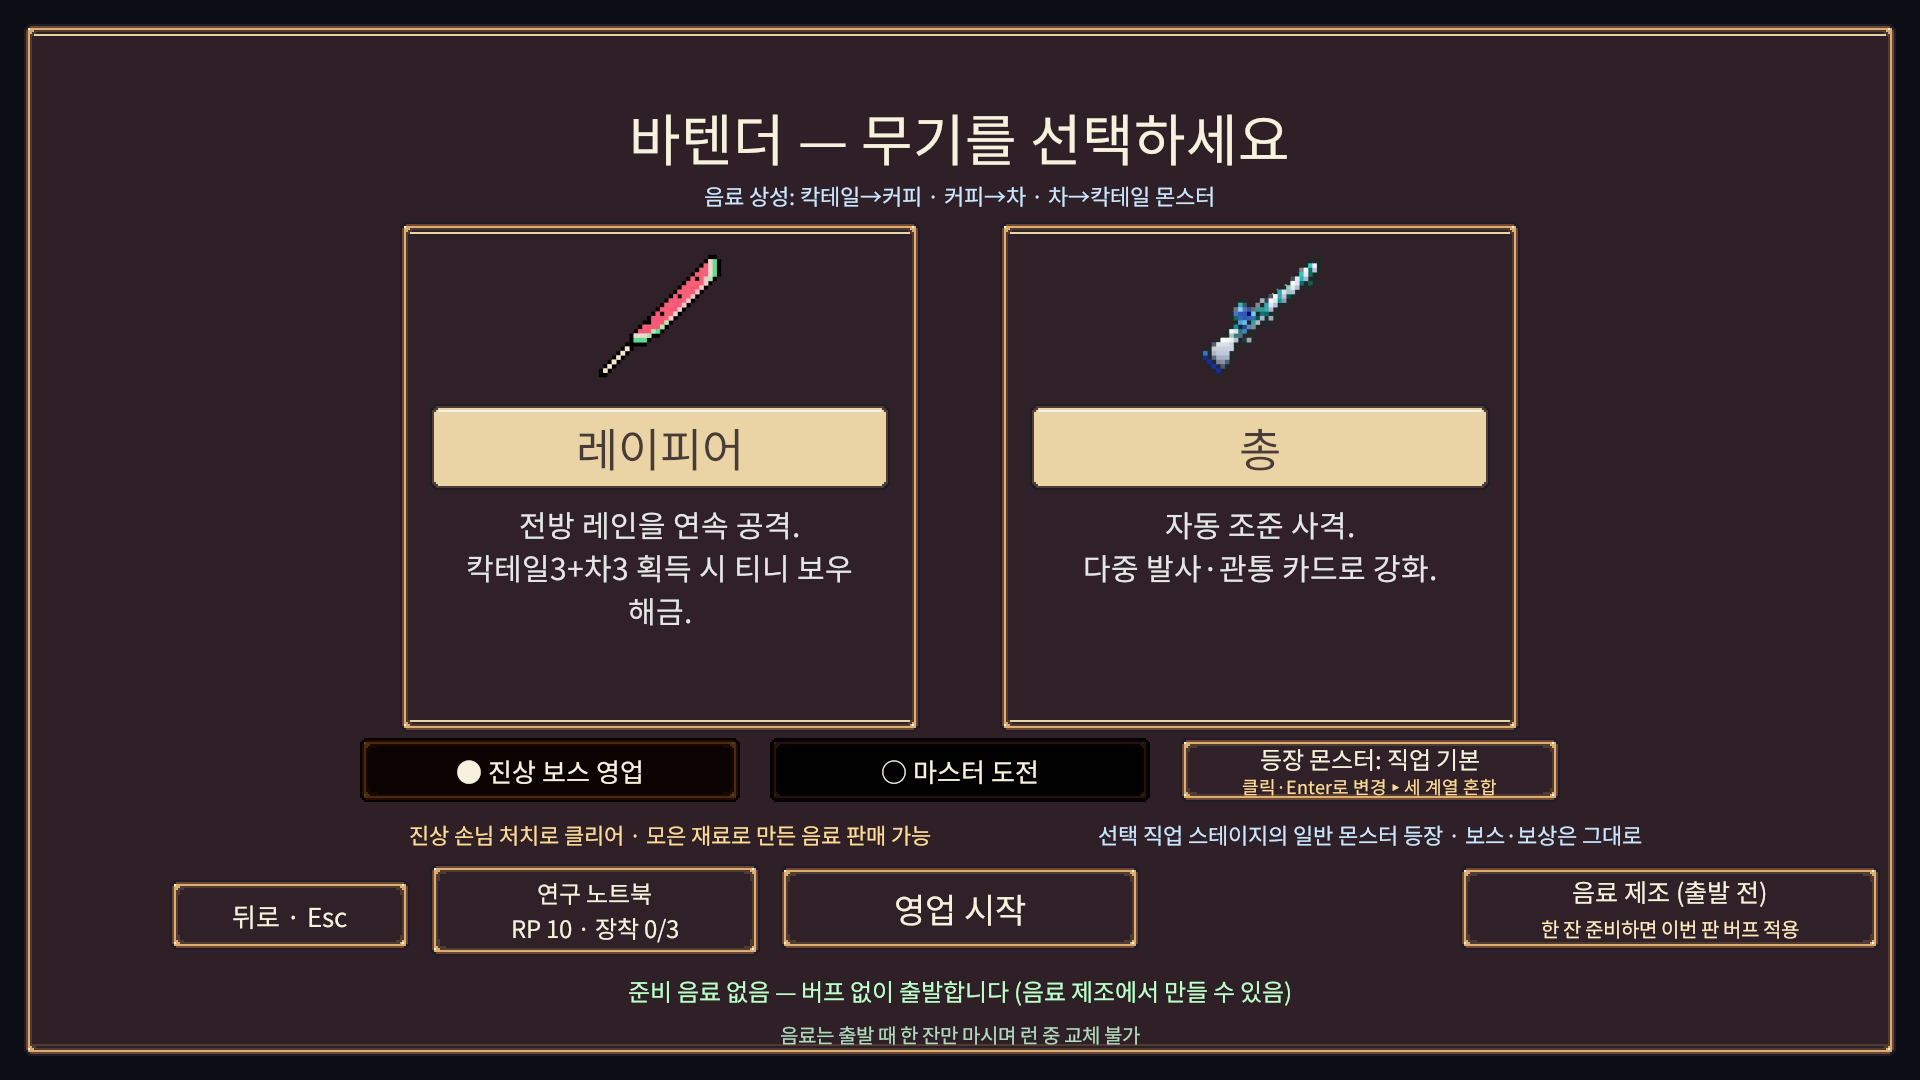 바텐더 — 무기를 선택하세요
음료 상성: 칵테일→커피 · 커피→차 · 차→칵테일 몬스터
레이피어
전방 레인을 연속 공격.
칵테일3+차3 획득 시 티니 보우
해금.
총
자동 조준 사격.
다중 발사·관통 카드로 강화.
● 진상 보스 영업
○ 마스터 도전
등장 몬스터: 직업 기본
클릭·Enter로 변경 ▸ 세 계열 혼합
진상 손님 처치로 클리어 · 모은 재료로 만든 음료 판매 가능
선택 직업 스테이지의 일반 몬스터 등장 · 보스·보상은 그대로
뒤로 · Esc
연구 노트북
RP 10 · 장착 0/3
영업 시작
음료 제조 (출발 전)
한 잔 준비하면 이번 판 버프 적용
준비 음료 없음 — 버프 없이 출발합니다 (음료 제조에서 만들 수 있음)
음료는 출발 때 한 잔만 마시며 런 중 교체 불가